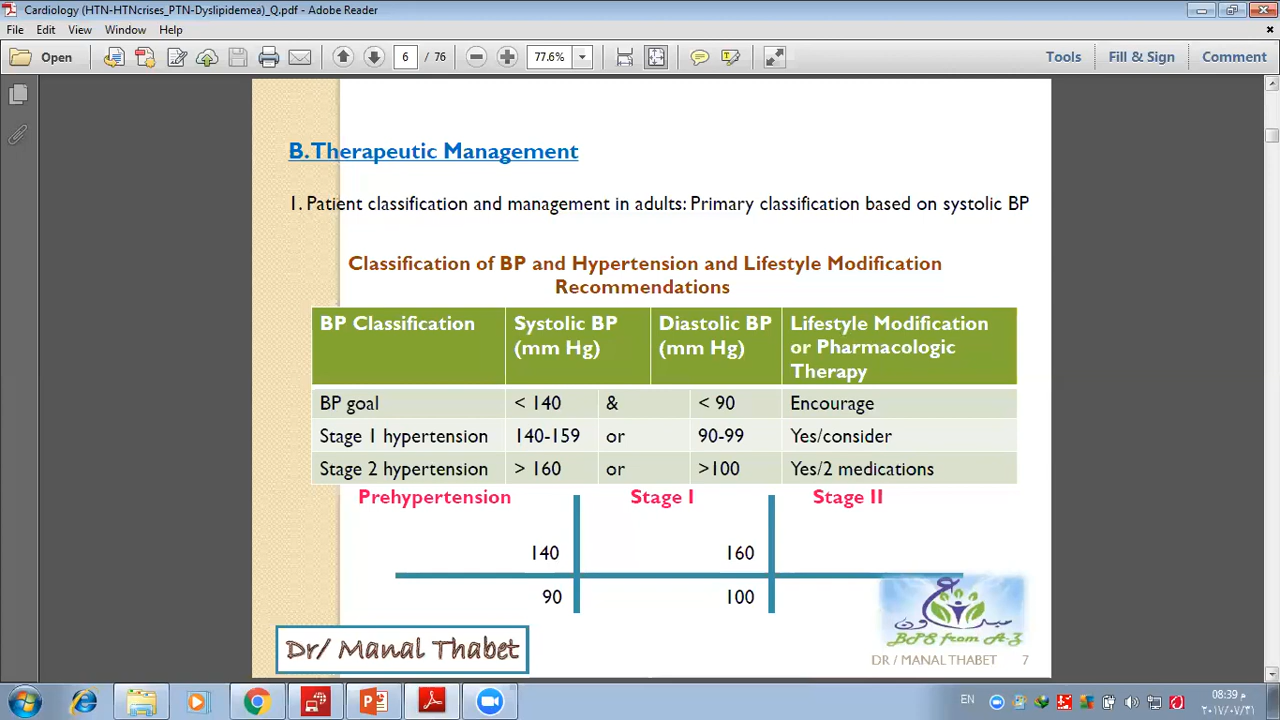 Cardiology (HTN-HTNcrises_PTN-Dyslipidemea)_Q.pdf - Adobe Reader
File Edit View Window Help
Open 6 / 76 77.6% Tools Fill & Sign Comment
B.Therapeutic Management
1. Patient classification and management in adults: Primary classification based on systolic BP
Classification of BP and Hypertension and Lifestyle Modification
Recommendations
BP Classification Systolic BP (mm Hg) Diastolic BP (mm Hg) Lifestyle Modification or Pharmacologic Therapy
BP goal < 140 & < 90 Encourage
Stage 1 hypertension 140-159 or 90-99 Yes/consider
Stage 2 hypertension > 160 or >100 Yes/2 medications
Prehypertension Stage I Stage II
140 160
90 100
BPS from A-Z
Dr/ Manal Thabet
DR / MANAL THABET 7
EN 08:39 م
٢٠١٧/٠٧/٣١